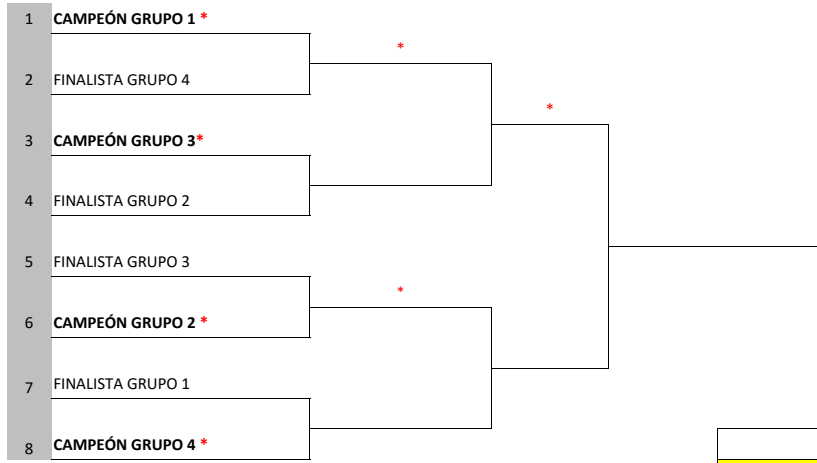 1 CAMPEÓN GRUPO 1 *
*
2 FINALISTA GRUPO 4
*
3 CAMPEÓN GRUPO 3*
4 FINALISTA GRUPO 2
5 FINALISTA GRUPO 3
*
6 CAMPEÓN GRUPO 2 *
7 FINALISTA GRUPO 1
8 CAMPEÓN GRUPO 4 *